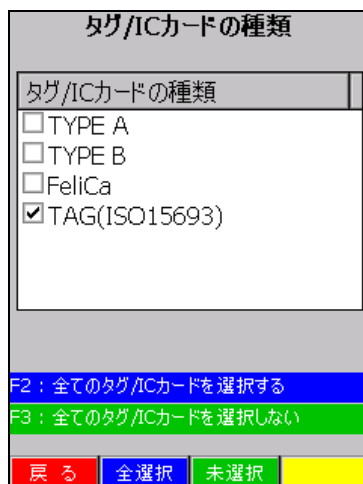 タグ/ICカードの種類
タグ/ICカードの種類
TYPE A
TYPE B
FeliCa
TAG(ISO15693)
F2：全てのタグ/ICカードを選択する
F3：全てのタグ/ICカードを選択しない
戻 る 全選択 未選択